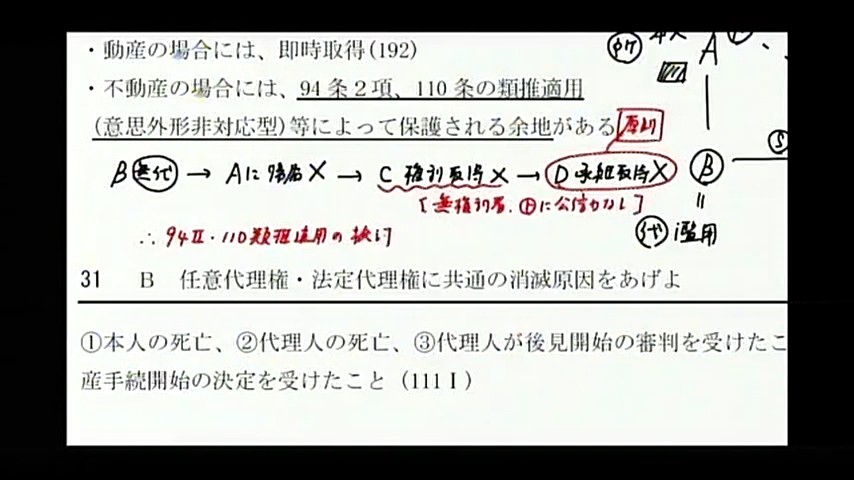 ・動産の場合には、即時取得(192)
・不動産の場合には、94条2項、110条の類推適用
(意思外形非対応型)等によって保護される余地がある 原則
B 無代 → Aに帰属X → C 権利取得X → D 承継取得X
[無権利者、登に公信力なし]
∴ 94Ⅱ・110類推適用の検討
A
B
〃
代 濫用
31 B 任意代理権・法定代理権に共通の消滅原因をあげよ
①本人の死亡、②代理人の死亡、③代理人が後見開始の審判を受けたこ
産手続開始の決定を受けたこと (111Ⅰ)